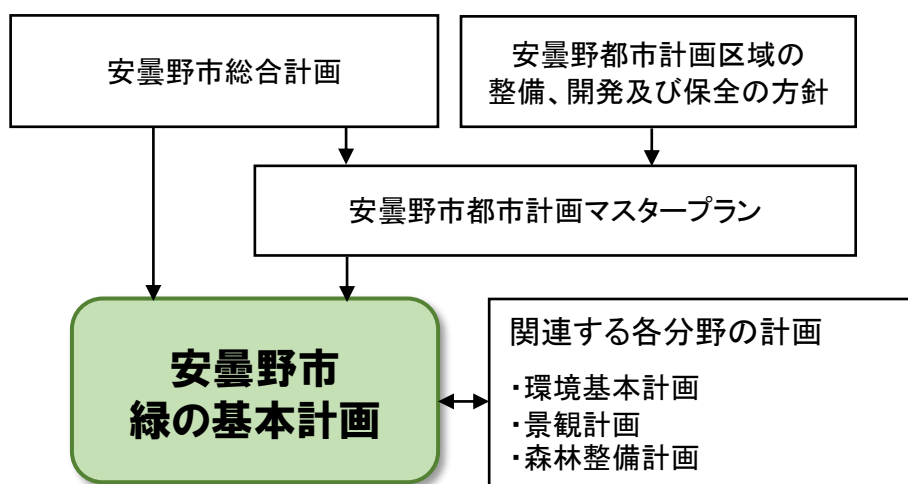 安曇野市総合計画
安曇野都市計画区域の
整備、開発及び保全の方針
安曇野市都市計画マスタープラン
安曇野市
緑の基本計画
関連する各分野の計画
・環境基本計画
・景観計画
・森林整備計画